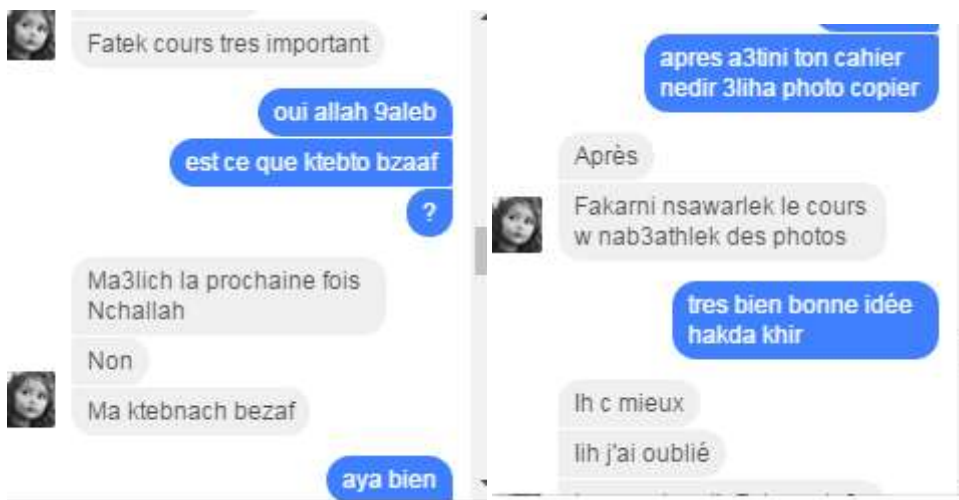 Fatek cours tres important
oui allah 9aleb
est ce que ktebto bzaaf
?
Ma3lich la prochaine fois
Nchallah
Non
Ma ktebnach bezaf
aya bien
apres a3tini ton cahier
nedir 3liha photo copier
Après
Fakarni nsawarlek le cours
w nab3athlek des photos
tres bien bonne idée
hakda khir
Ih c mieux
Iih j'ai oublié